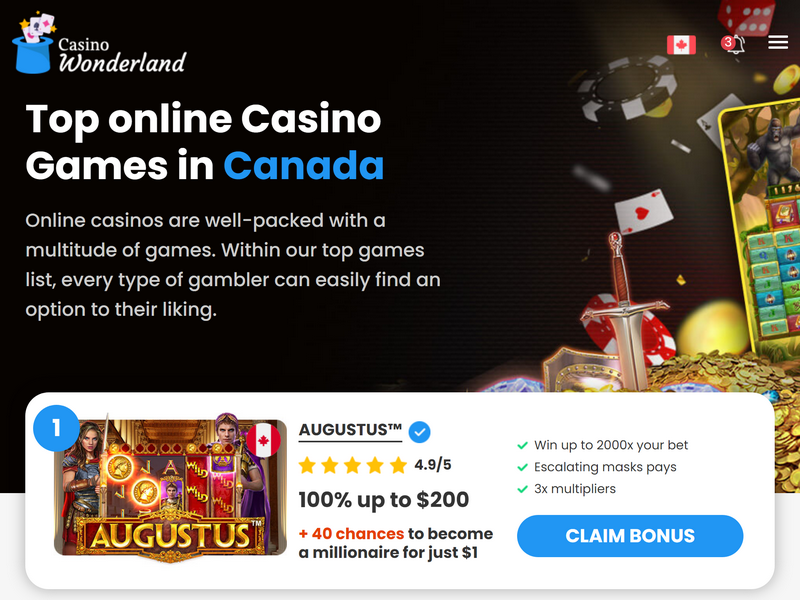 Casino
Wonderland
3
Top online Casino
Games in Canada
Online casinos are well-packed with a
multitude of games. Within our top games
list, every type of gambler can easily find an
option to their liking.
1
WILD
WILD
WILD
AUGUSTUS™
AUGUSTUS™
4.9/5
100% up to $200
+ 40 chances to become
a millionaire for just $1
Win up to 2000x your bet
Escalating masks pays
3x multipliers
CLAIM BONUS